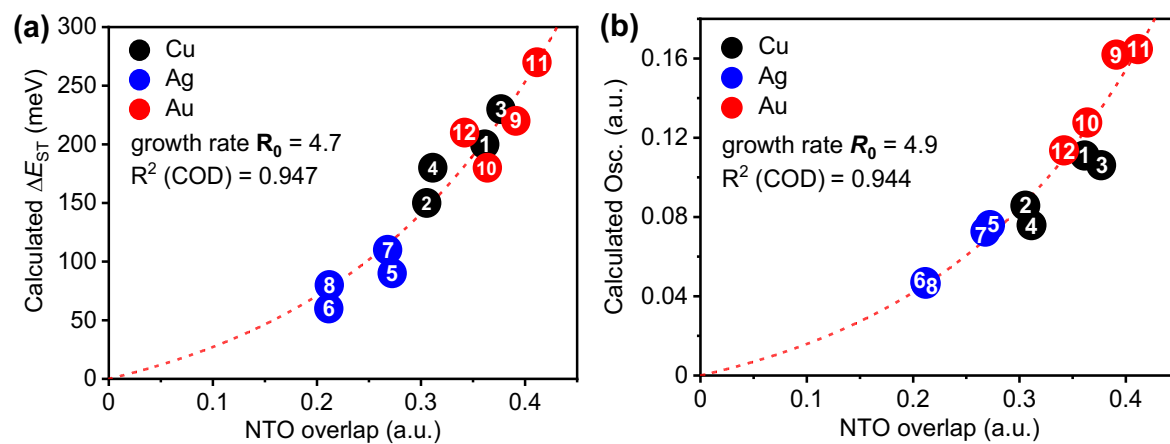 (a)
300
250
200
150
100
50
0
Calculated ΔE_ST (meV)
Cu
Ag
Au
growth rate R₀ = 4.7
R² (COD) = 0.947
11
3
9
12
1
10
4
2
7
5
8
6
0
0.1
0.2
0.3
0.4
NTO overlap (a.u.)
(b)
0.16
0.12
0.08
0.04
0
Calculated Osc. (a.u.)
Cu
Ag
Au
growth rate R₀ = 4.9
R² (COD) = 0.944
9
11
10
12
1
3
2
4
5
7
6
8
0
0.1
0.2
0.3
0.4
NTO overlap (a.u.)